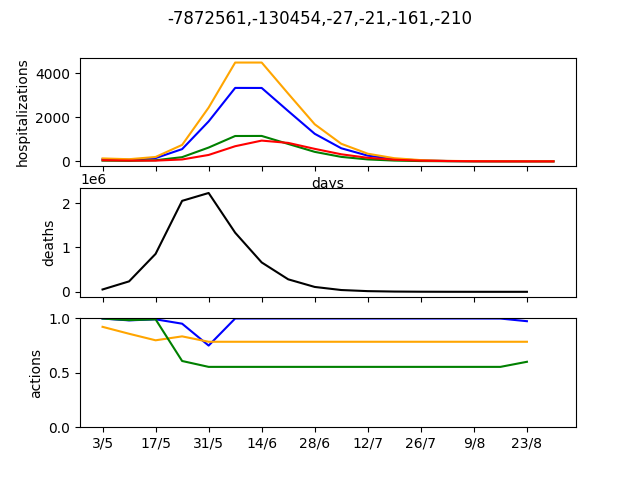 -7872561,-130454,-27,-21,-161,-210
hospitalizations
4000
2000
0
days
1e6
deaths
2
1
0
actions
1.0
0.5
0.0
3/5 17/5 31/5 14/6 28/6 12/7 26/7 9/8 23/8